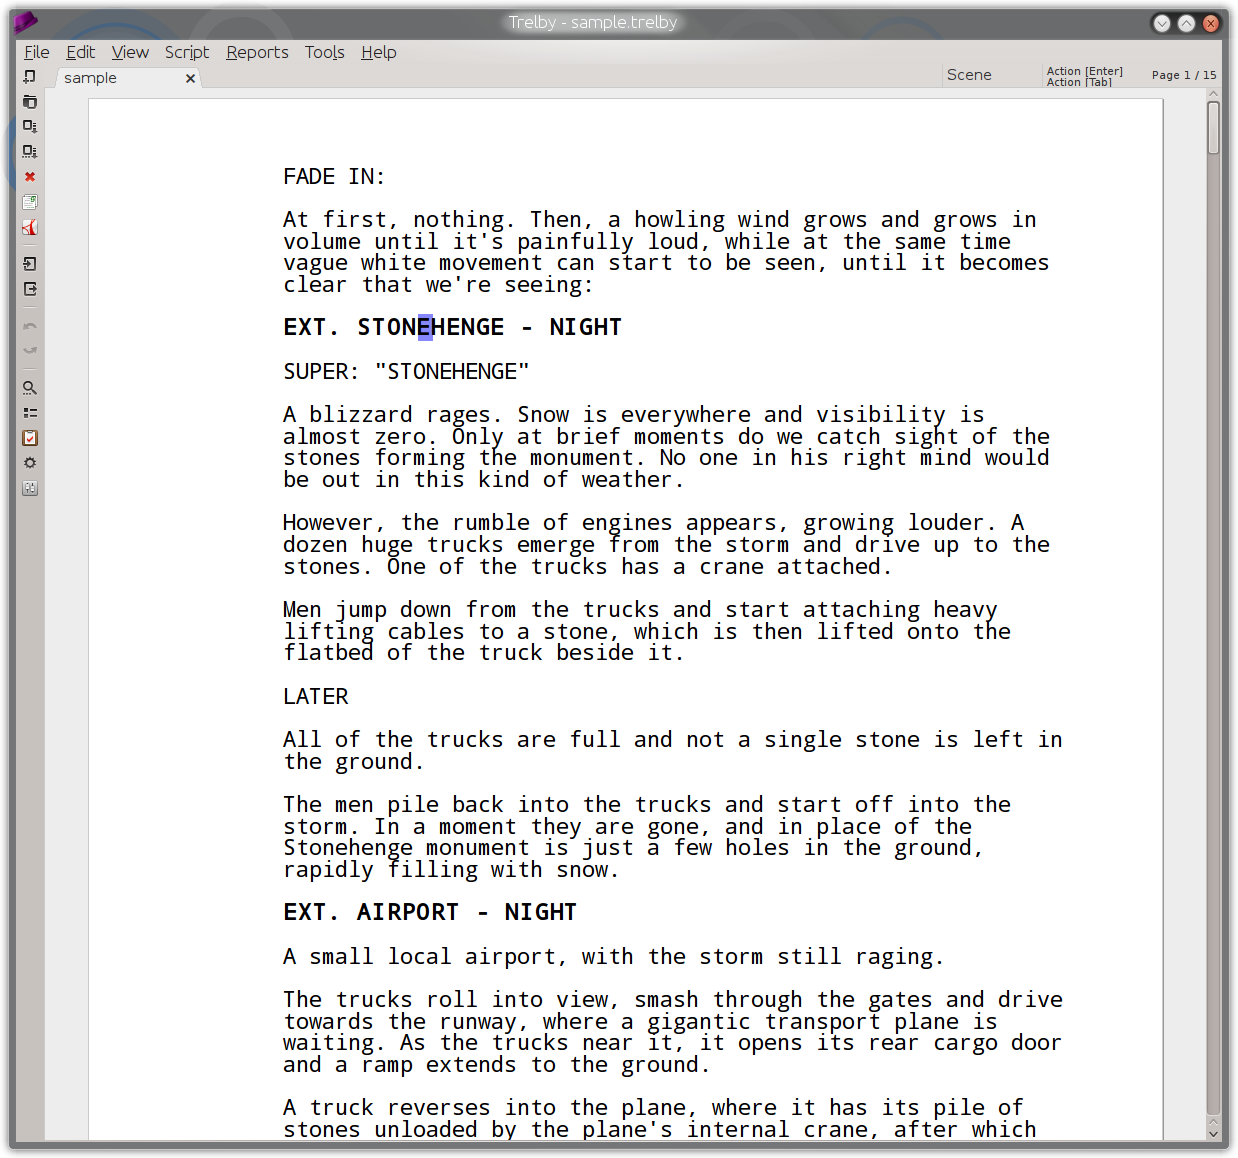 Trelby - sample.trelby
File Edit View Script Reports Tools Help
sample
Scene
Action [Enter]
Action [Tab]
Page 1 / 15
FADE IN:
At first, nothing. Then, a howling wind grows and grows in
volume until it's painfully loud, while at the same time
vague white movement can start to be seen, until it becomes
clear that we're seeing:
EXT. STONEHENGE - NIGHT
SUPER: "STONEHENGE"
A blizzard rages. Snow is everywhere and visibility is
almost zero. Only at brief moments do we catch sight of the
stones forming the monument. No one in his right mind would
be out in this kind of weather.
However, the rumble of engines appears, growing louder. A
dozen huge trucks emerge from the storm and drive up to the
stones. One of the trucks has a crane attached.
Men jump down from the trucks and start attaching heavy
lifting cables to a stone, which is then lifted onto the
flatbed of the truck beside it.
LATER
All of the trucks are full and not a single stone is left in
the ground.
The men pile back into the trucks and start off into the
storm. In a moment they are gone, and in place of the
Stonehenge monument is just a few holes in the ground,
rapidly filling with snow.
EXT. AIRPORT - NIGHT
A small local airport, with the storm still raging.
The trucks roll into view, smash through the gates and drive
towards the runway, where a gigantic transport plane is
waiting. As the trucks near it, it opens its rear cargo door
and a ramp extends to the ground.
A truck reverses into the plane, where it has its pile of
stones unloaded by the plane's internal crane, after which